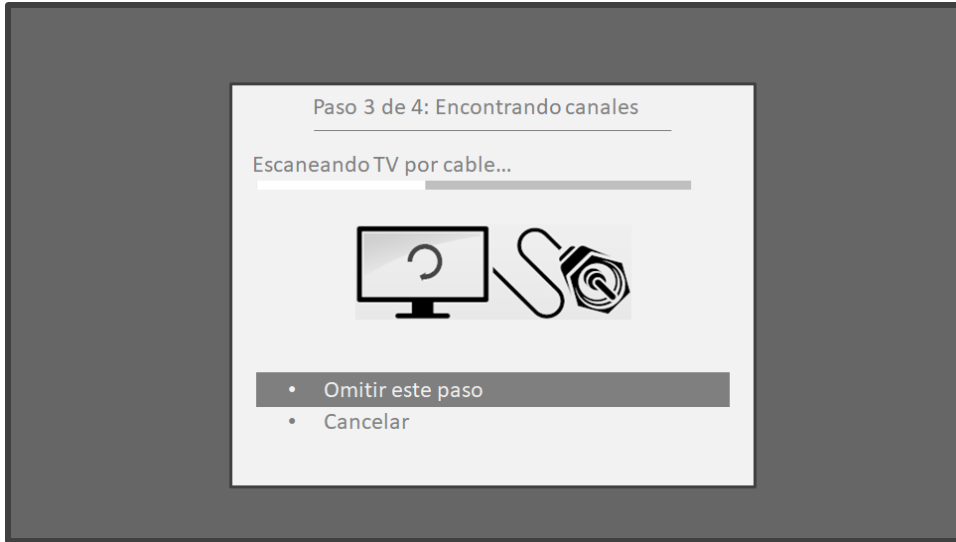 Paso 3 de 4: Encontrando canales
Escaneando TV por cable...
• Omitir este paso
• Cancelar